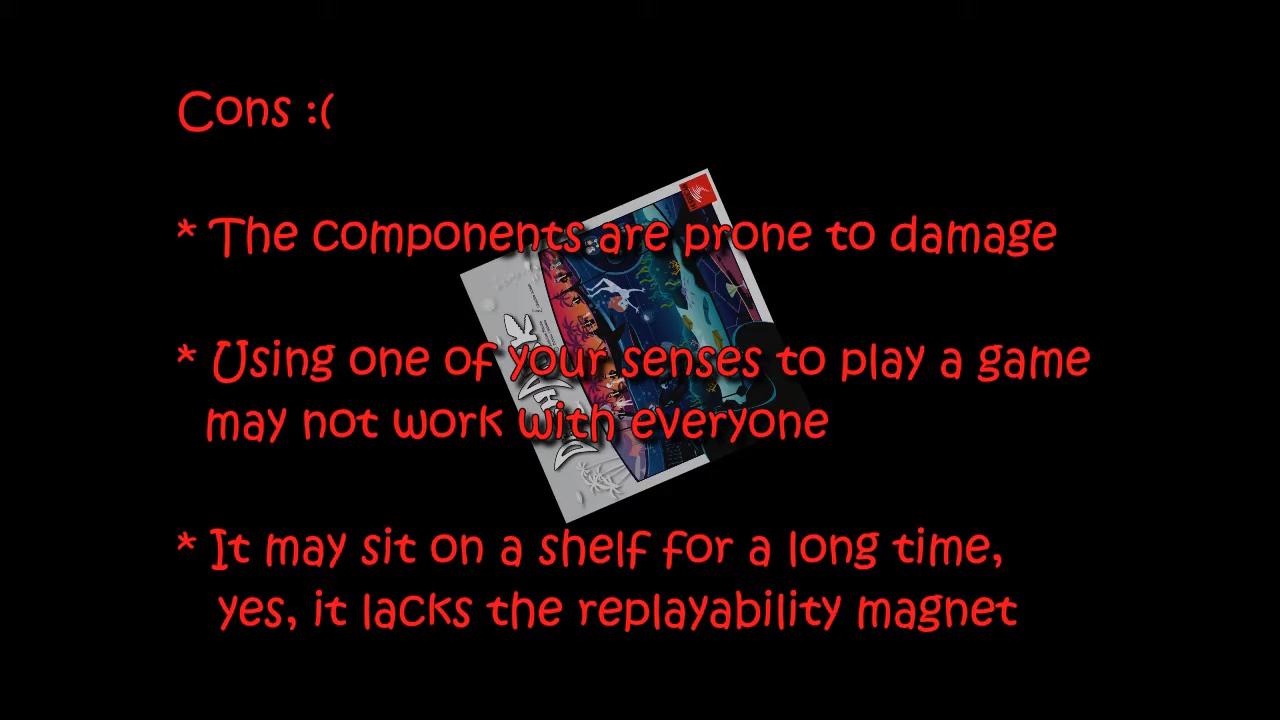 Cons :(
* The components are prone to damage
* Using one of your senses to play a game
may not work with everyone
* It may sit on a shelf for a long time,
yes, it lacks the replayability magnet